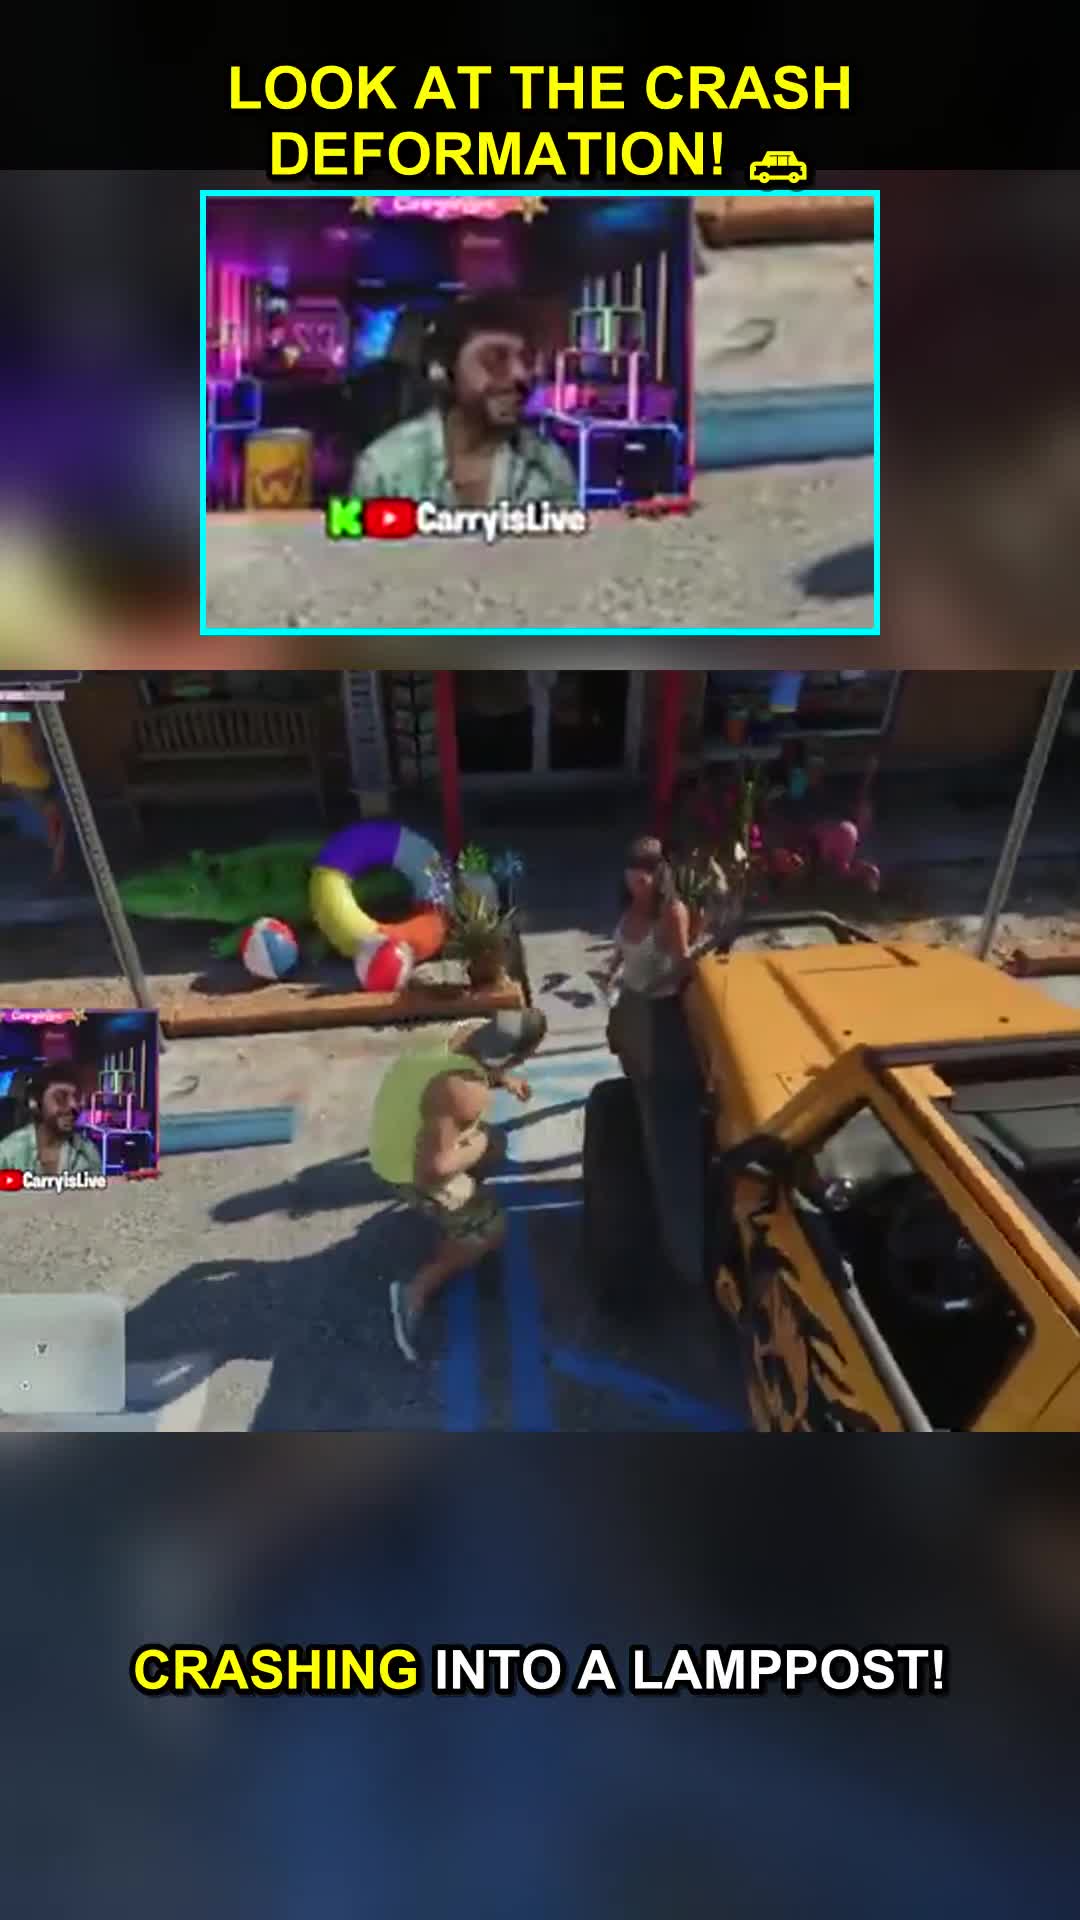 LOOK AT THE CRASH
DEFORMATION!
CarryisLive
CarryisLive
CRASHING INTO A LAMPPOST!